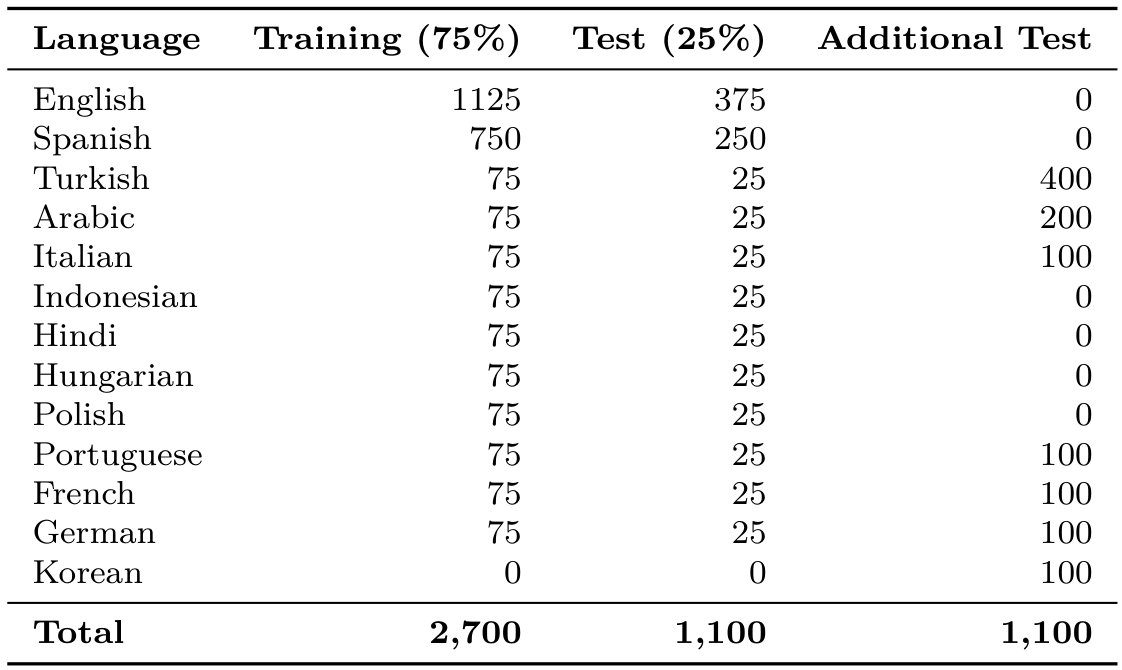 Language Training (75%) Test (25%) Additional Test
English 1125 375 0
Spanish 750 250 0
Turkish 75 25 400
Arabic 75 25 200
Italian 75 25 100
Indonesian 75 25 0
Hindi 75 25 0
Hungarian 75 25 0
Polish 75 25 0
Portuguese 75 25 100
French 75 25 100
German 75 25 100
Korean 0 0 100
Total 2,700 1,100 1,100